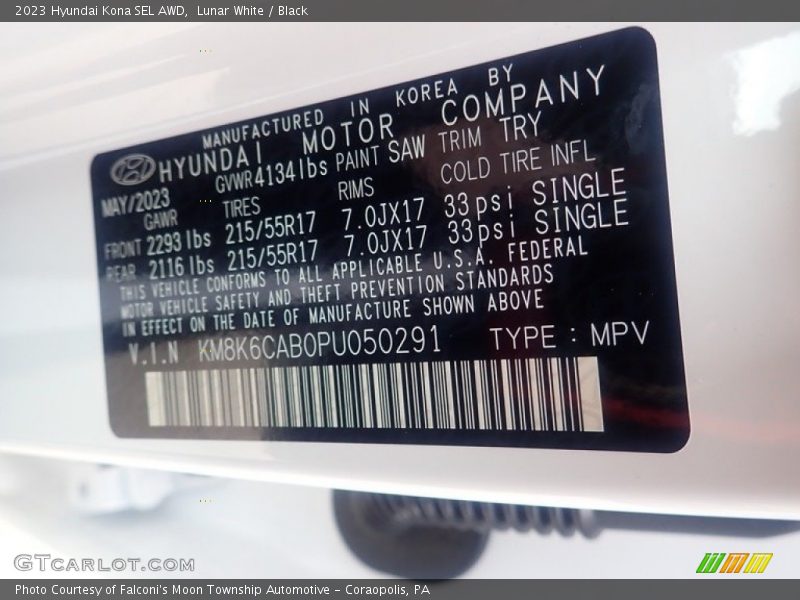 2023 Hyundai Kona SEL AWD,  Lunar White / Black
MANUFACTURED IN KOREA BY
HYUNDAI MOTOR COMPANY
MAY/2023 GVWR 4134 lbs PAINT SAW TRIM TRY
GAWR TIRES RIMS COLD TIRE INFL
FRONT 2293 lbs 215/55R17 7.0JX17 33 psi SINGLE
REAR 2116 lbs 215/55R17 7.0JX17 33 psi SINGLE
THIS VEHICLE CONFORMS TO ALL APPLICABLE U.S.A. FEDERAL
MOTOR VEHICLE SAFETY AND THEFT PREVENTION STANDARDS
IN EFFECT ON THE DATE OF MANUFACTURE SHOWN ABOVE
V.I.N KM8K6CAB0PU050291 TYPE : MPV
GTcarlot.com
Photo Courtesy of Falconi's Moon Township Automotive - Coraopolis, PA